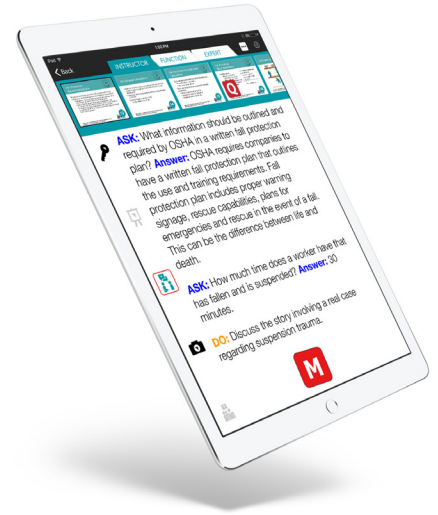 iPad
1:50 PM
Back
INSTRUCTOR FUNCTION EXPERT
Q
ASK: What information should be outlined and
required by OSHA in a written fall protection
plan? Answer: OSHA requires companies to
have a written fall protection plan that outlines
the use and training requirements. Fall
protection plan includes proper warning
signage, rescue capabilities, plans for
emergencies and rescue in the event of a fall.
This can be the difference between life and
death.
ASK: How much time does a worker have that
has fallen and is suspended? Answer: 30
minutes.
DO: Discuss the story involving a real case
regarding suspension trauma.
M